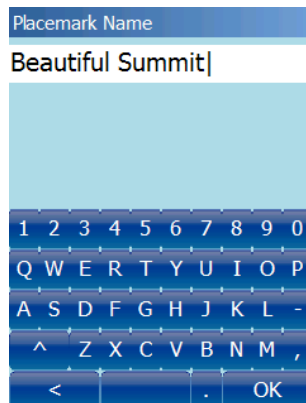 Placemark Name
Beautiful Summit
1 2 3 4 5 6 7 8 9 0
Q W E R T Y U I O P
A S D F G H J K L -
^ Z X C V B N M ,
< . OK